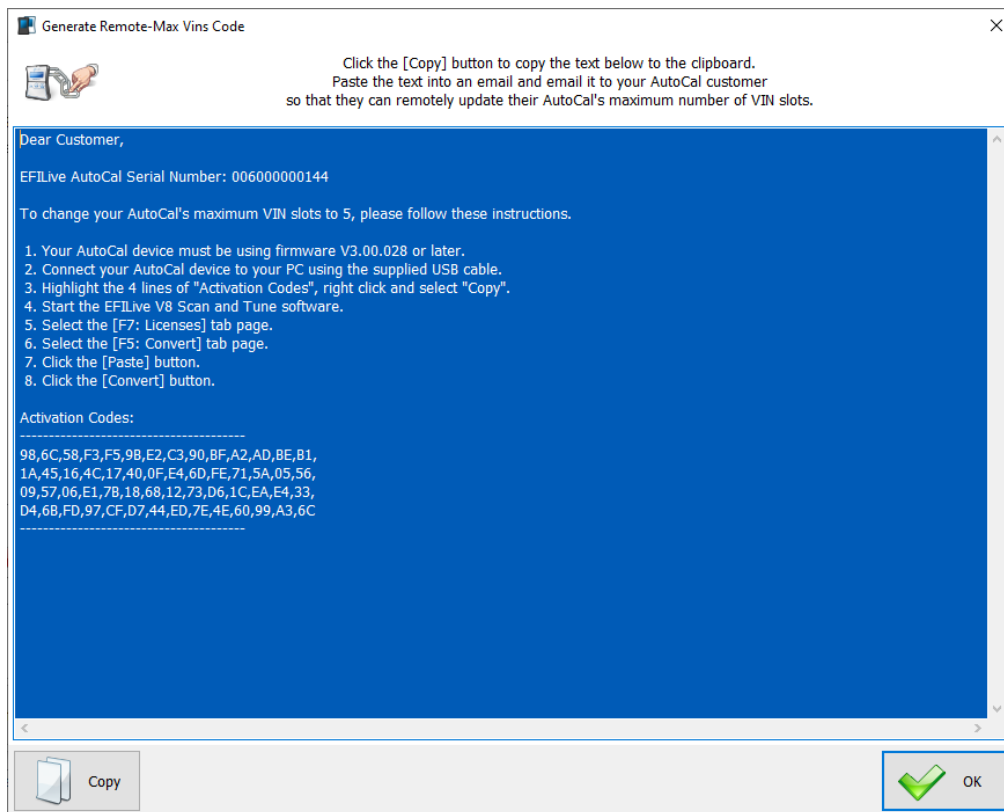 Generate Remote-Max Vins Code
Click the [Copy] button to copy the text below to the clipboard.
Paste the text into an email and email it to your AutoCal customer
so that they can remotely update their AutoCal's maximum number of VIN slots.
Dear Customer,
EFILive AutoCal Serial Number: 006000000144
To change your AutoCal's maximum VIN slots to 5, please follow these instructions.
1. Your AutoCal device must be using firmware V3.00.028 or later.
2. Connect your AutoCal device to your PC using the supplied USB cable.
3. Highlight the 4 lines of "Activation Codes", right click and select "Copy".
4. Start the EFILive V8 Scan and Tune software.
5. Select the [F7: Licenses] tab page.
6. Select the [F5: Convert] tab page.
7. Click the [Paste] button.
8. Click the [Convert] button.
Activation Codes:
---------------------------------------
98,6C,58,F3,F5,9B,E2,C3,90,BF,A2,AD,BE,B1,
1A,45,16,4C,17,40,0F,E4,6D,FE,71,5A,05,56,
09,57,06,E1,7B,18,68,12,73,D6,1C,EA,E4,33,
D4,6B,FD,97,CF,D7,44,ED,7E,4E,60,99,A3,6C
---------------------------------------
Copy
OK